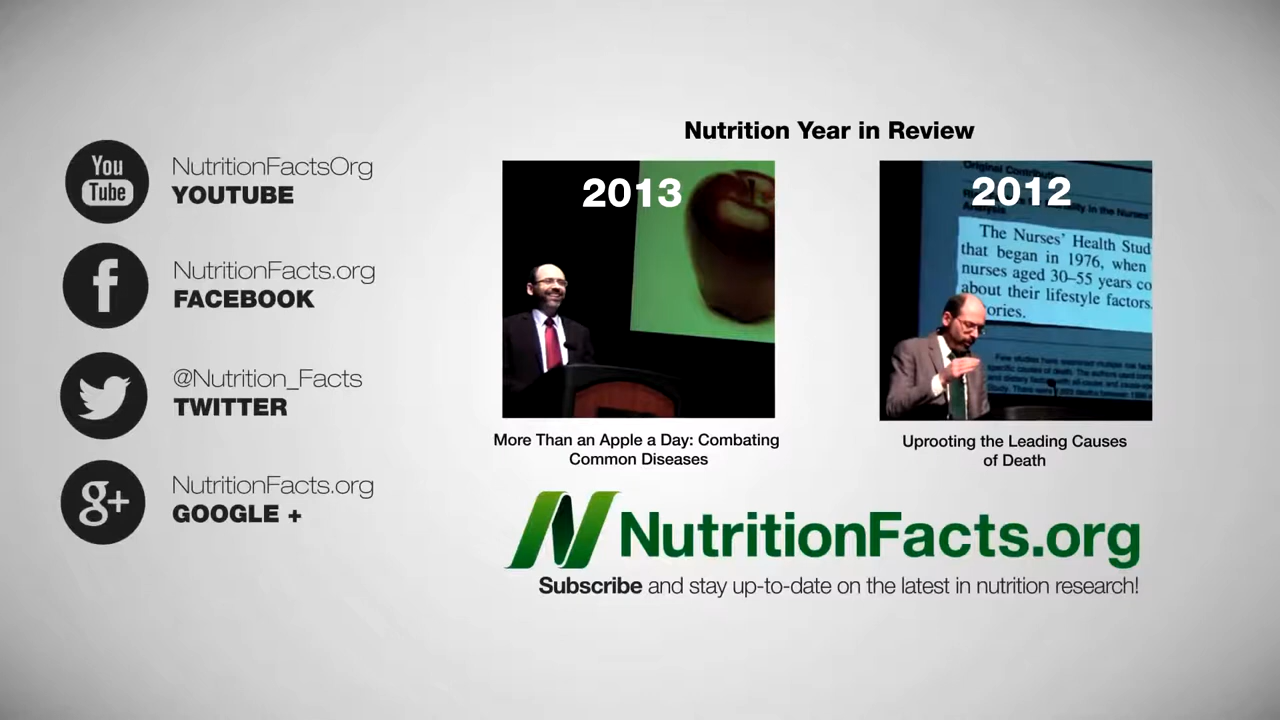 You
Tube
NutritionFactsOrg
YOUTUBE
f
NutritionFacts.org
FACEBOOK
@Nutrition_Facts
TWITTER
g+
NutritionFacts.org
GOOGLE +
Nutrition Year in Review
2013
More Than an Apple a Day: Combating
Common Diseases
2012
Original
The Nurses' Health Stud
that began in 1976, when
nurses aged 30–55 years co
about their lifestyle factors.
ories.
Uprooting the Leading Causes
of Death
NutritionFacts.org
Subscribe and stay up-to-date on the latest in nutrition research!